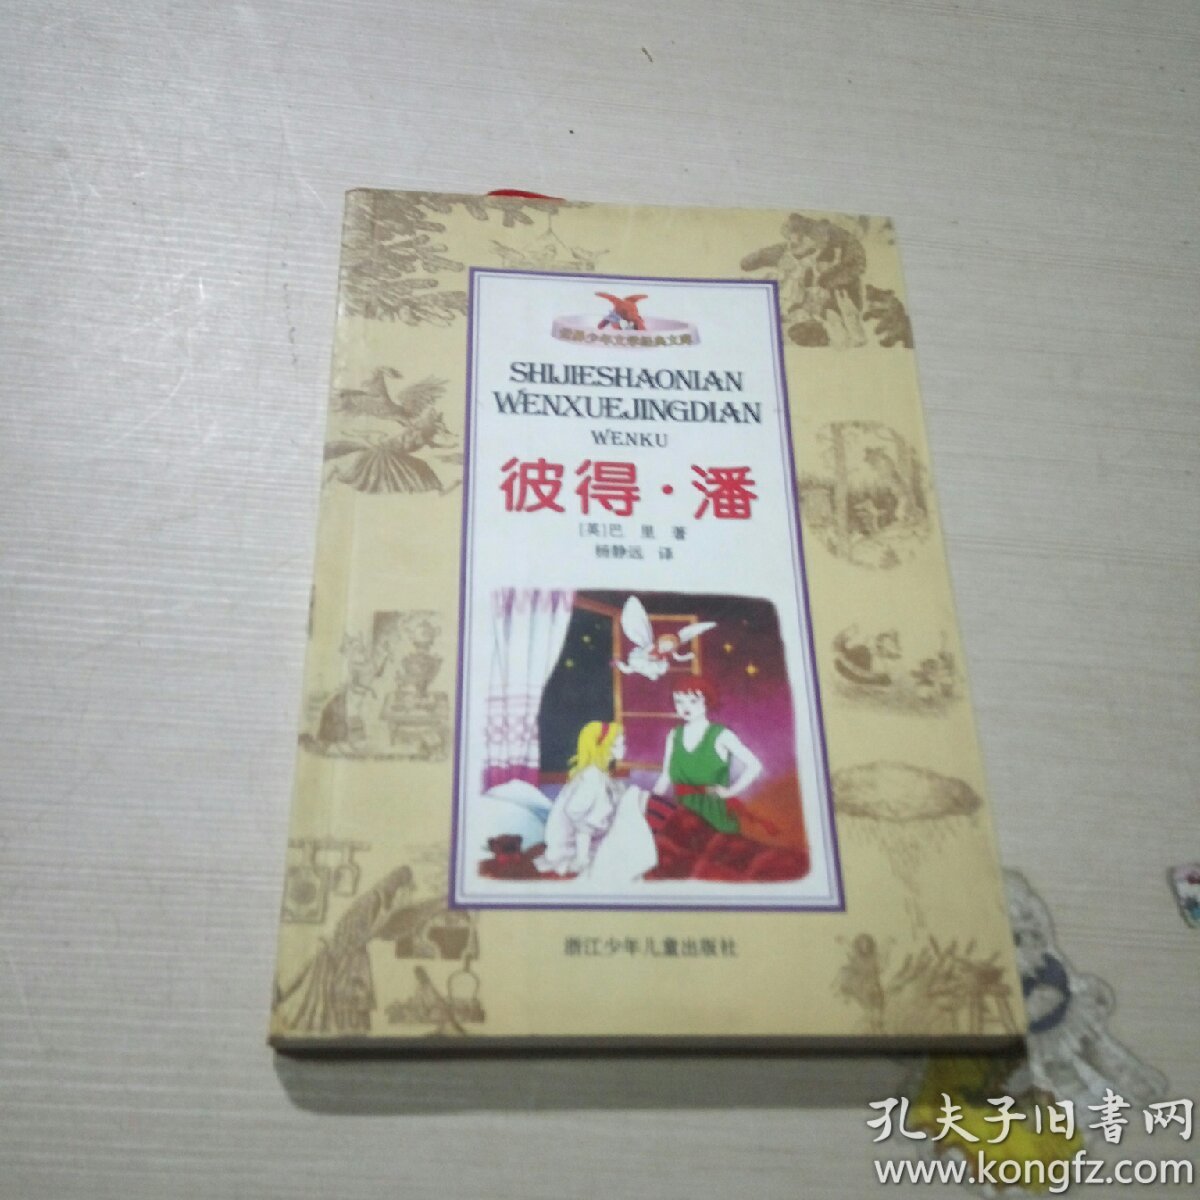 世界少年文学经典文库
SHIJIESHAONIAN
WENXUEJINGDIAN
WENKU
彼得·潘
[英]巴 里 著
杨静远 译
浙江少年儿童出版社
孔夫子旧书网
www.kongfz.com